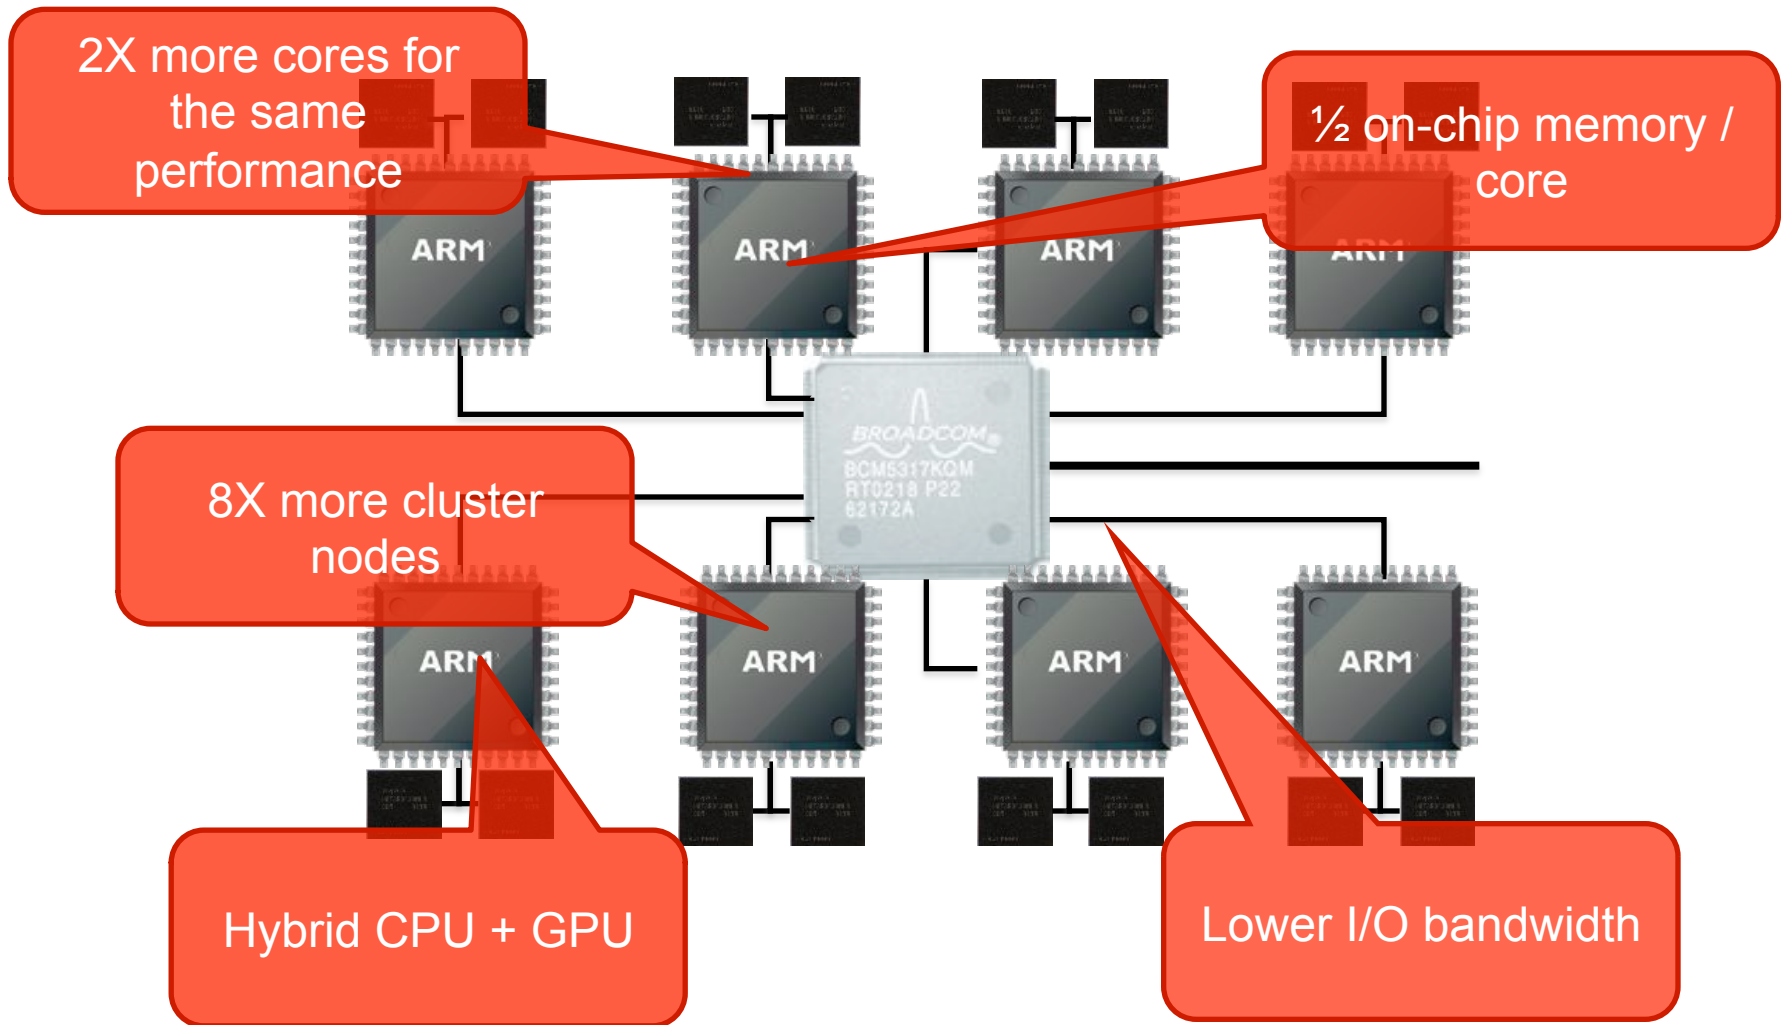 2X more cores for
the same
performance
½ on-chip memory /
core
ARM
ARM
ARM
ARM
BROADCOM®
BCM5317KQM
RT0218 P22
62172A
8X more cluster
nodes
ARM
ARM
ARM
ARM
Hybrid CPU + GPU
Lower I/O bandwidth